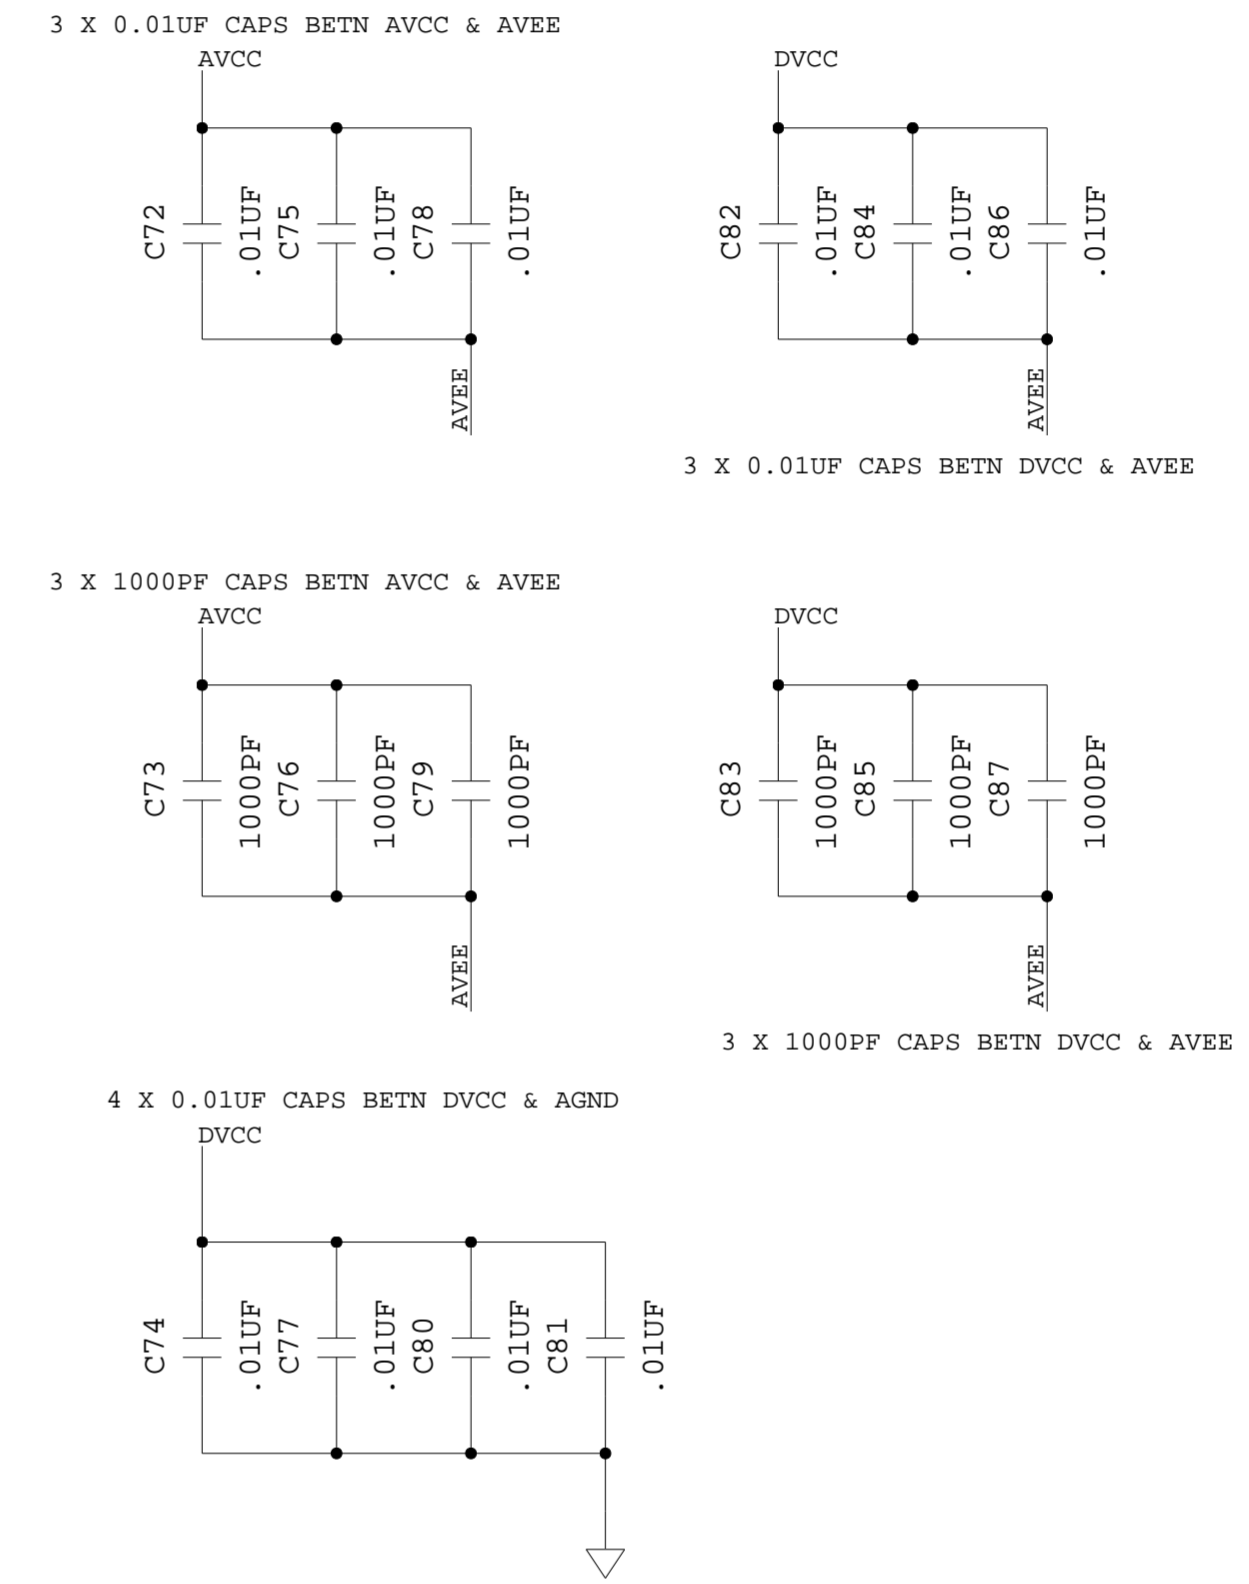 3 X 0.01UF CAPS BETN AVCC & AVEE
AVCC
C72
.01UF
C75
.01UF
C78
.01UF
AVEE
DVCC
C82
.01UF
C84
.01UF
C86
.01UF
AVEE
3 X 0.01UF CAPS BETN DVCC & AVEE
3 X 1000PF CAPS BETN AVCC & AVEE
AVCC
C73
1000PF
C76
1000PF
C79
1000PF
AVEE
DVCC
C83
1000PF
C85
1000PF
C87
1000PF
AVEE
3 X 1000PF CAPS BETN DVCC & AVEE
4 X 0.01UF CAPS BETN DVCC & AGND
DVCC
C74
.01UF
C77
.01UF
C80
.01UF
C81
.01UF